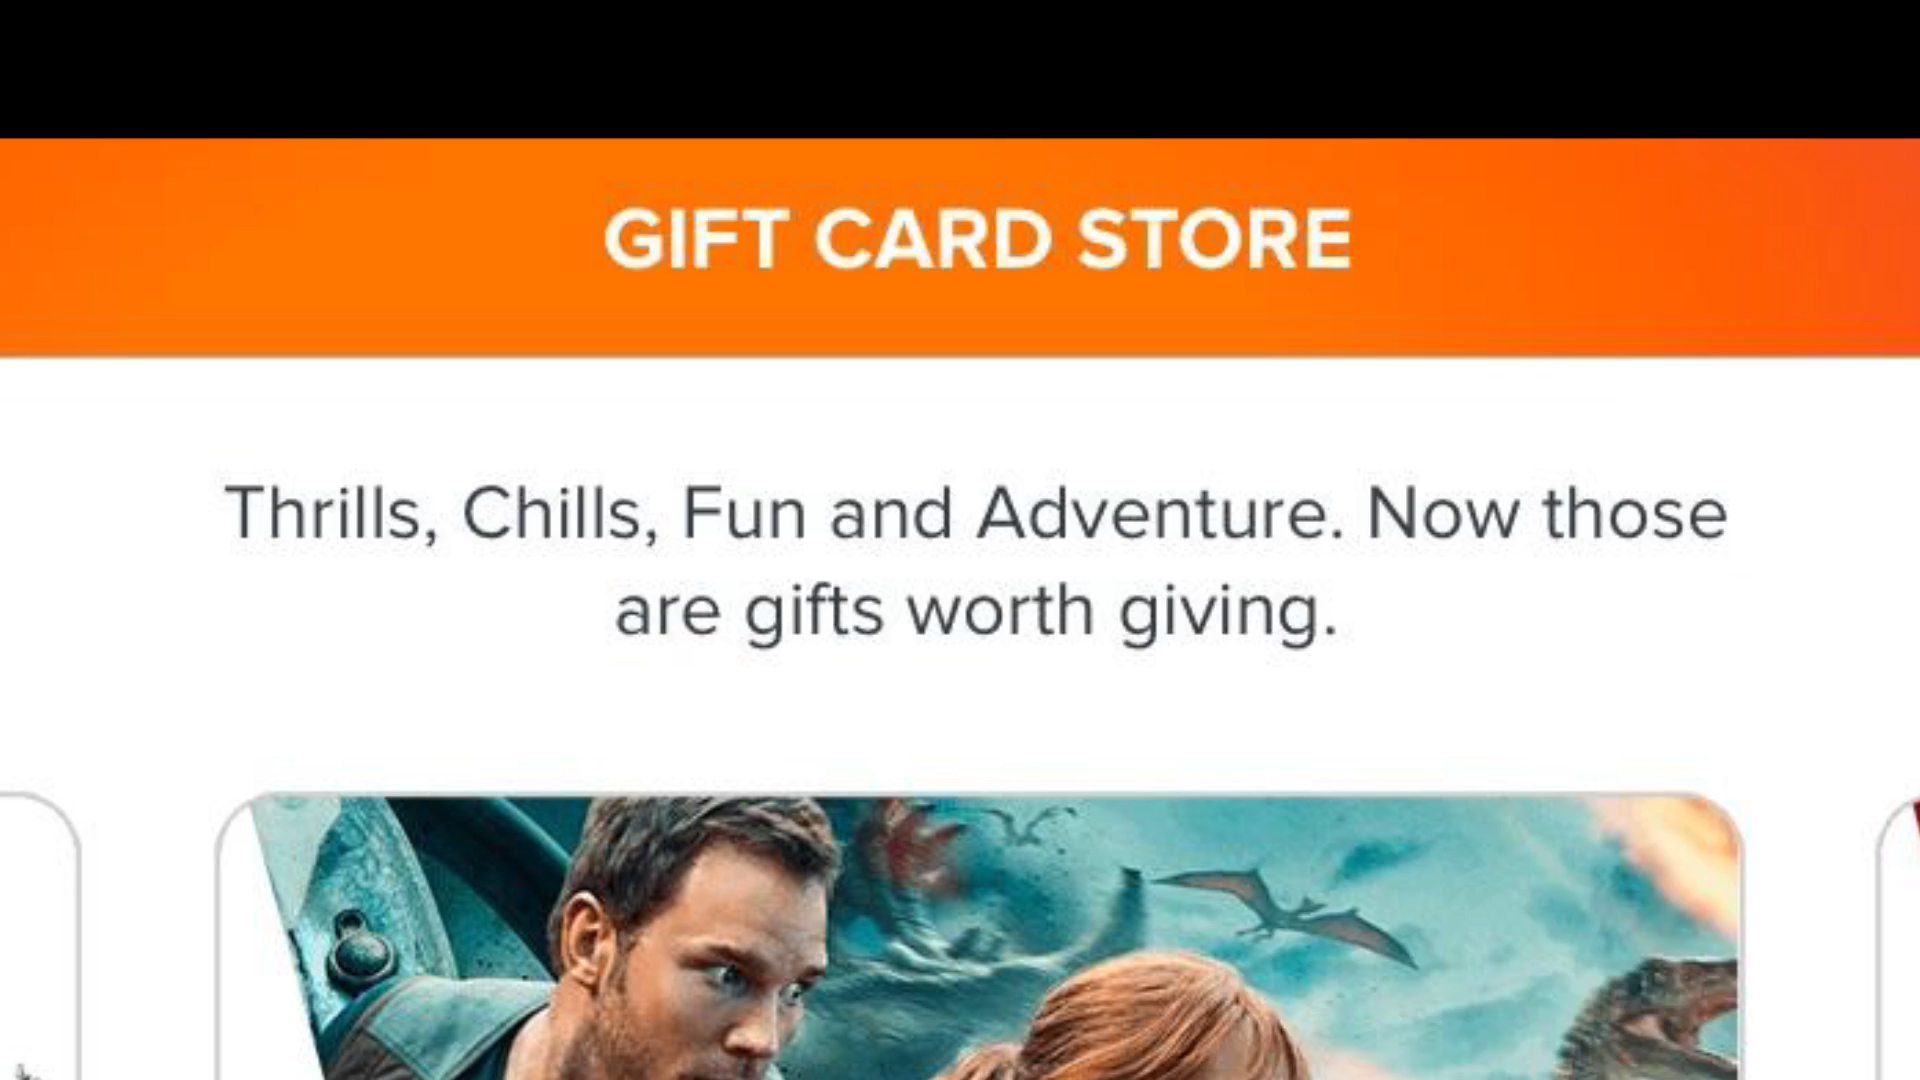 GIFT CARD STORE
Thrills, Chills, Fun and Adventure. Now those
are gifts worth giving.